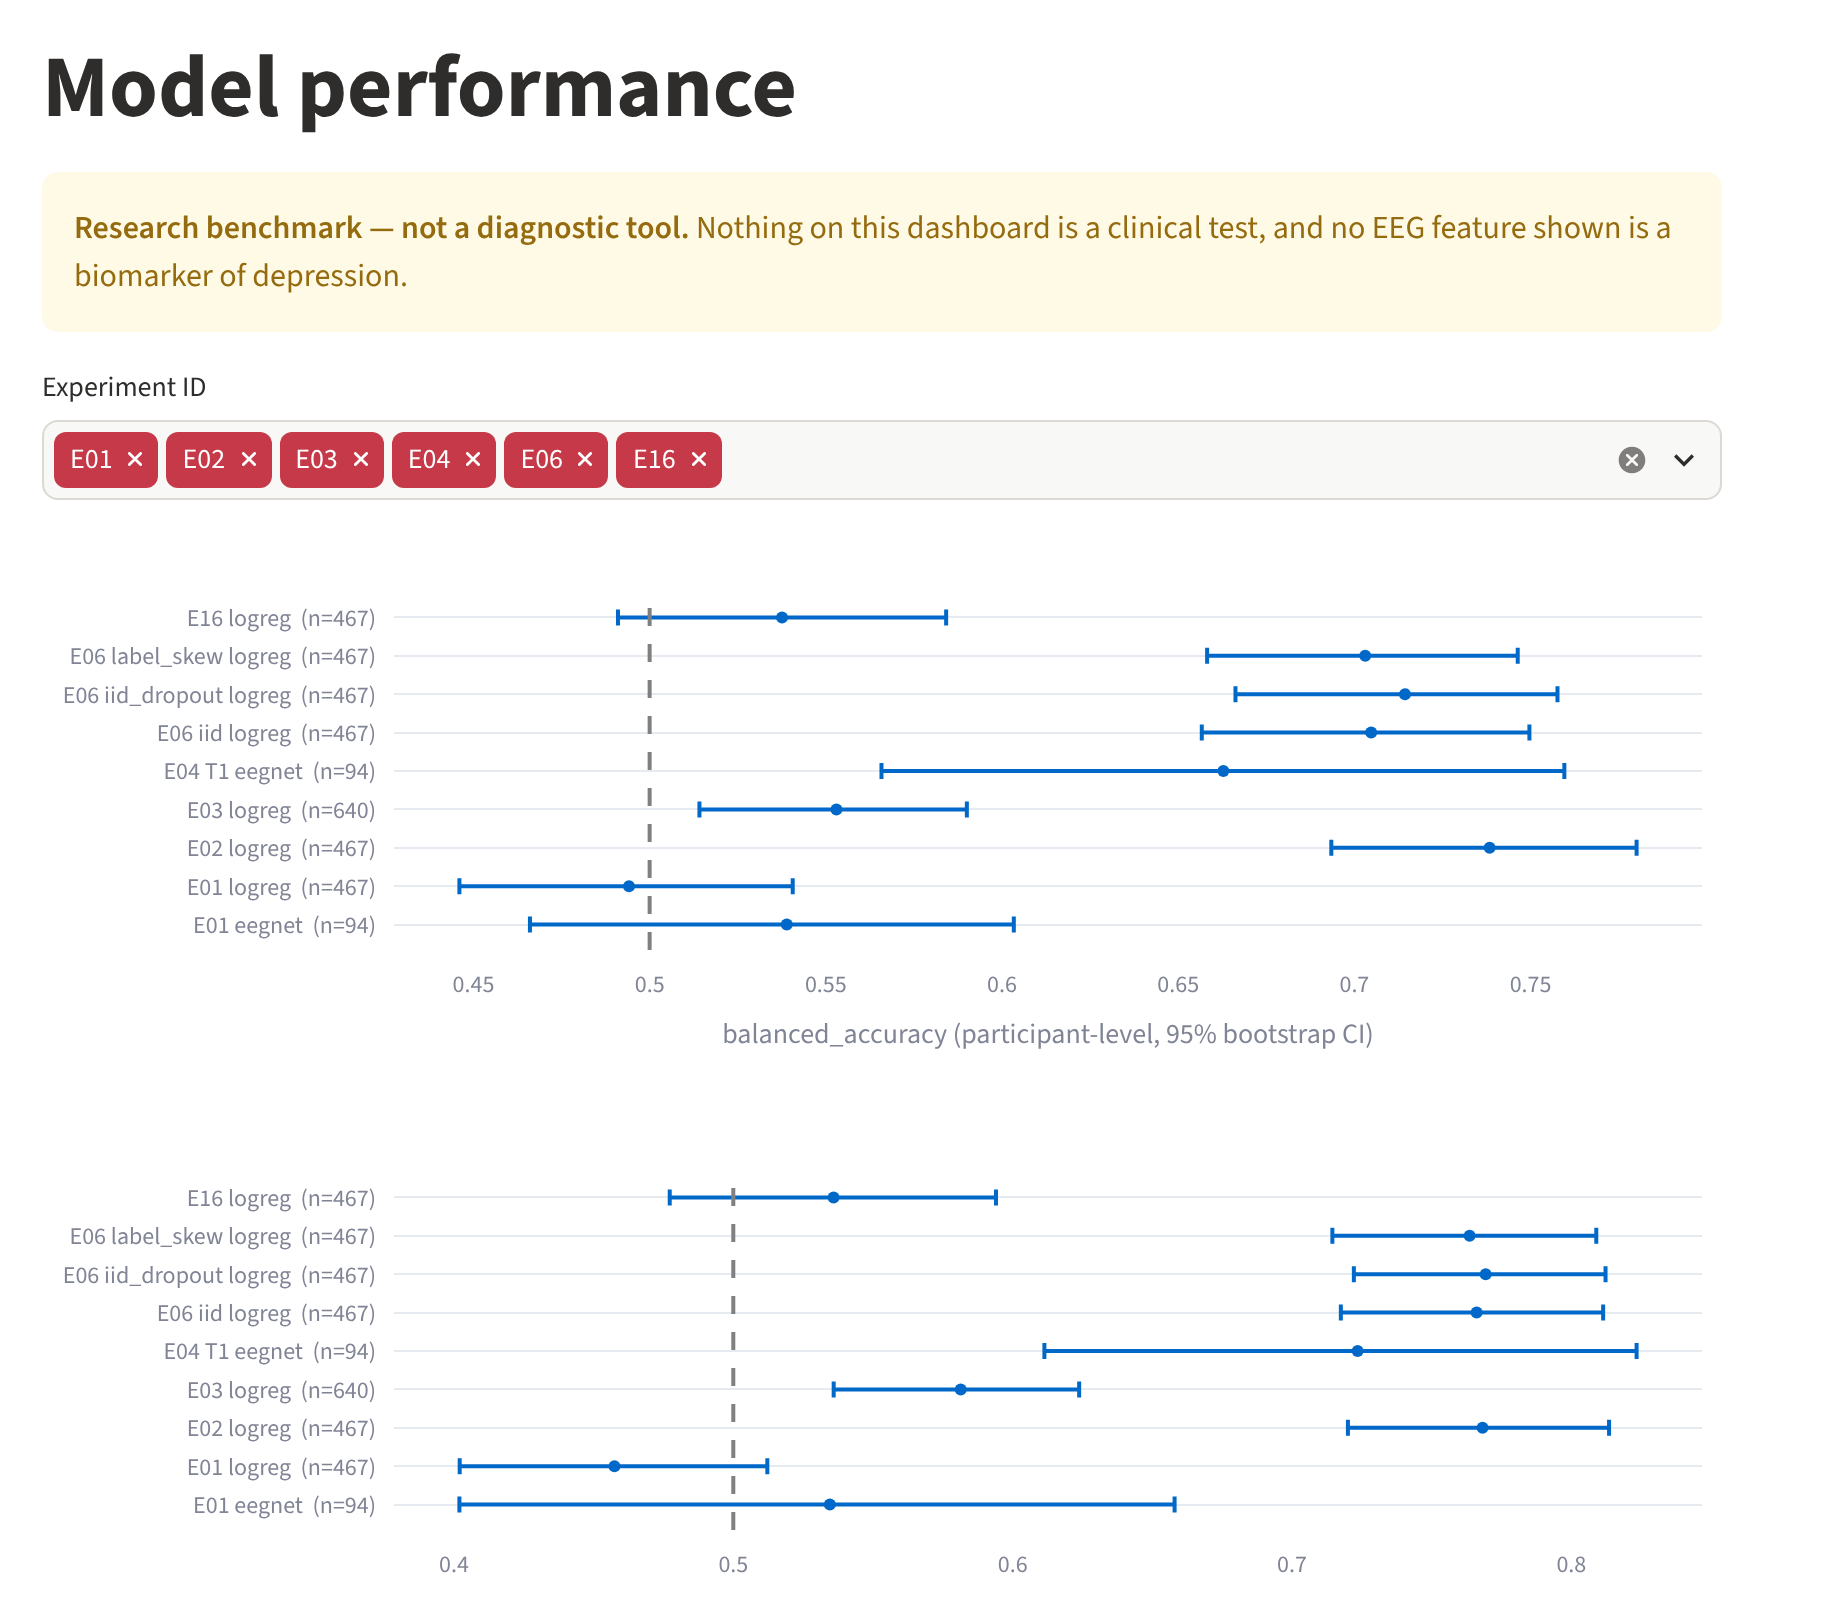 Model performance
Research benchmark — not a diagnostic tool. Nothing on this dashboard is a clinical test, and no EEG feature shown is a
biomarker of depression.
Experiment ID
E01 × E02 × E03 × E04 × E06 × E16 ×
E16 logreg (n=467)
E06 label_skew logreg (n=467)
E06 iid_dropout logreg (n=467)
E06 iid logreg (n=467)
E04 T1 eegnet (n=94)
E03 logreg (n=640)
E02 logreg (n=467)
E01 logreg (n=467)
E01 eegnet (n=94)
0.45 0.5 0.55 0.6 0.65 0.7 0.75
balanced_accuracy (participant-level, 95% bootstrap CI)
E16 logreg (n=467)
E06 label_skew logreg (n=467)
E06 iid_dropout logreg (n=467)
E06 iid logreg (n=467)
E04 T1 eegnet (n=94)
E03 logreg (n=640)
E02 logreg (n=467)
E01 logreg (n=467)
E01 eegnet (n=94)
0.4 0.5 0.6 0.7 0.8